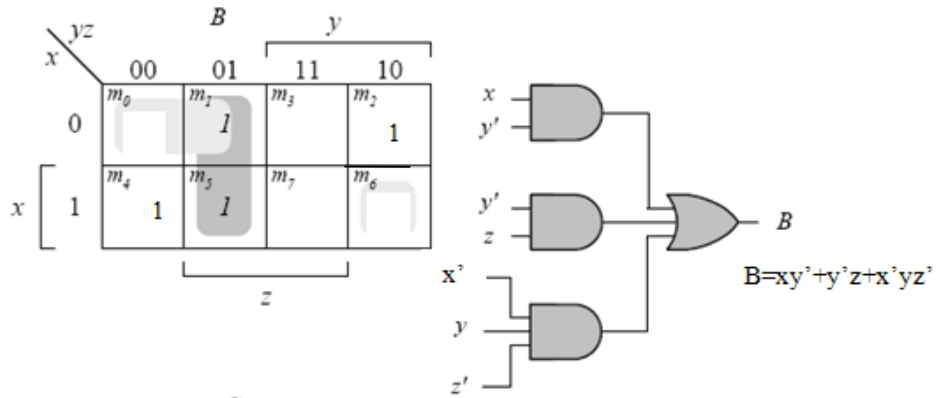 B
yz
y
x
00 01 11 10
m₀ m₁ m₃ m₂
0 1 1
m₄ m₅ m₇ m₆
x 1 1 1
z
x
y'
y'
z
B
x’
B=xy’+y’z+x’yz’
y
z'